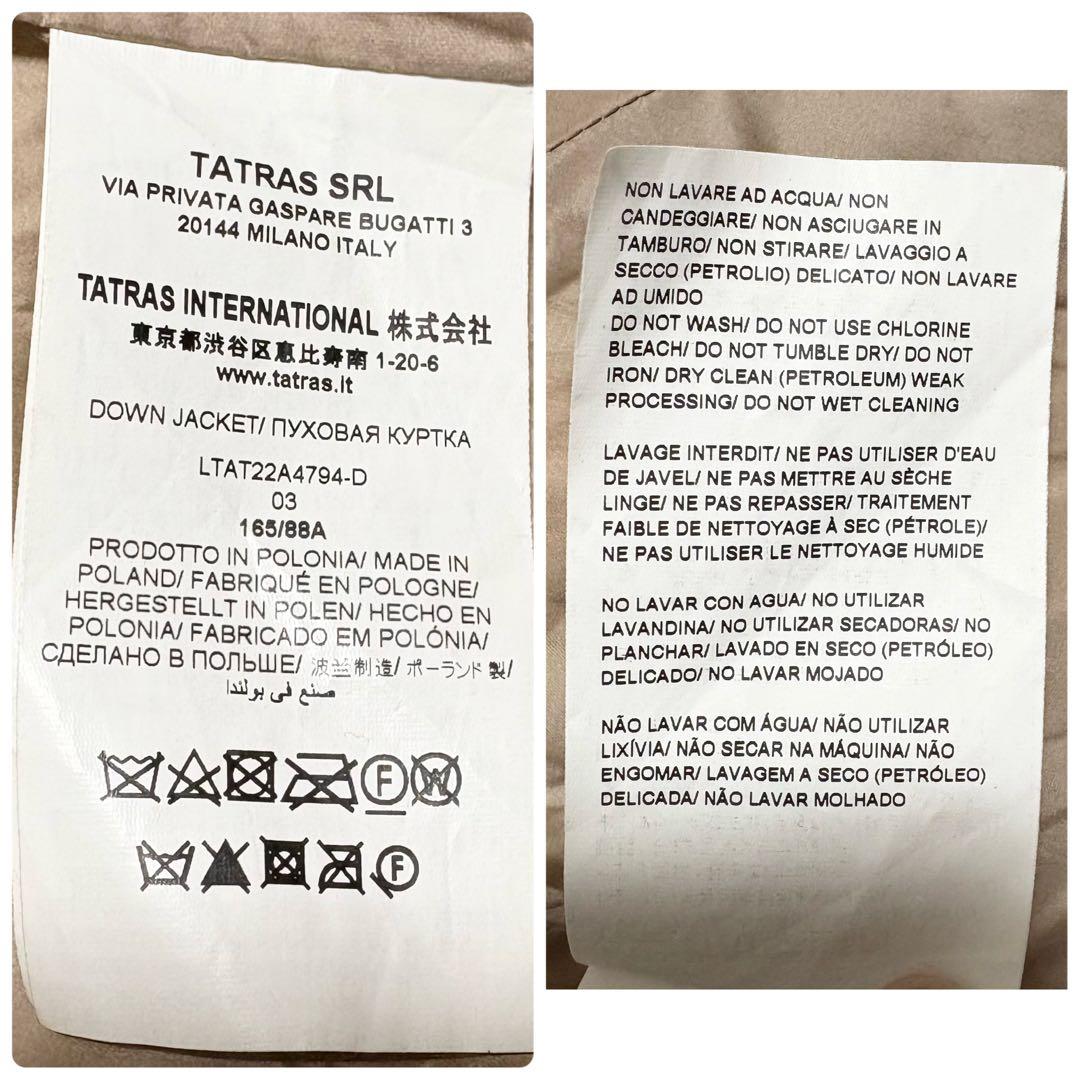 TATRAS SRL
VIA PRIVATA GASPARE BUGATTI 3
20144 MILANO ITALY
TATRAS INTERNATIONAL 株式会社
東京都渋谷区恵比寿南 1-20-6
www.tatras.it
DOWN JACKET/ ПУХОВАЯ КУРТКА
LTAT22A4794-D
03
165/88A
PRODOTTO IN POLONIA/ MADE IN
POLAND/ FABRIQUÉ EN POLOGNE/
HERGESTELLT IN POLEN/ HECHO EN
POLONIA/ FABRICADO EM POLÓNIA/
СДЕЛАНО В ПОЛЬШЕ/ 波兰制造/ ポーランド製/
صنع في بولندا
F W
F
NON LAVARE AD ACQUA/ NON
CANDEGGIARE/ NON ASCIUGARE IN
TAMBURO/ NON STIRARE/ LAVAGGIO A
SECCO (PETROLIO) DELICATO/ NON LAVARE
AD UMIDO
DO NOT WASH/ DO NOT USE CHLORINE
BLEACH/ DO NOT TUMBLE DRY/ DO NOT
IRON/ DRY CLEAN (PETROLEUM) WEAK
PROCESSING/ DO NOT WET CLEANING
LAVAGE INTERDIT/ NE PAS UTILISER D'EAU
DE JAVEL/ NE PAS METTRE AU SÈCHE
LINGE/ NE PAS REPASSER/ TRAITEMENT
FAIBLE DE NETTOYAGE À SEC (PÉTROLE)/
NE PAS UTILISER LE NETTOYAGE HUMIDE
NO LAVAR CON AGUA/ NO UTILIZAR
LAVANDINA/ NO UTILIZAR SECADORAS/ NO
PLANCHAR/ LAVADO EN SECO (PETRÓLEO)
DELICADO/ NO LAVAR MOJADO
NÃO LAVAR COM ÁGUA/ NÃO UTILIZAR
LIXÍVIA/ NÃO SECAR NA MÁQUINA/ NÃO
ENGOMAR/ LAVAGEM A SECO (PETRÓLEO)
DELICADA/ NÃO LAVAR MOLHADO